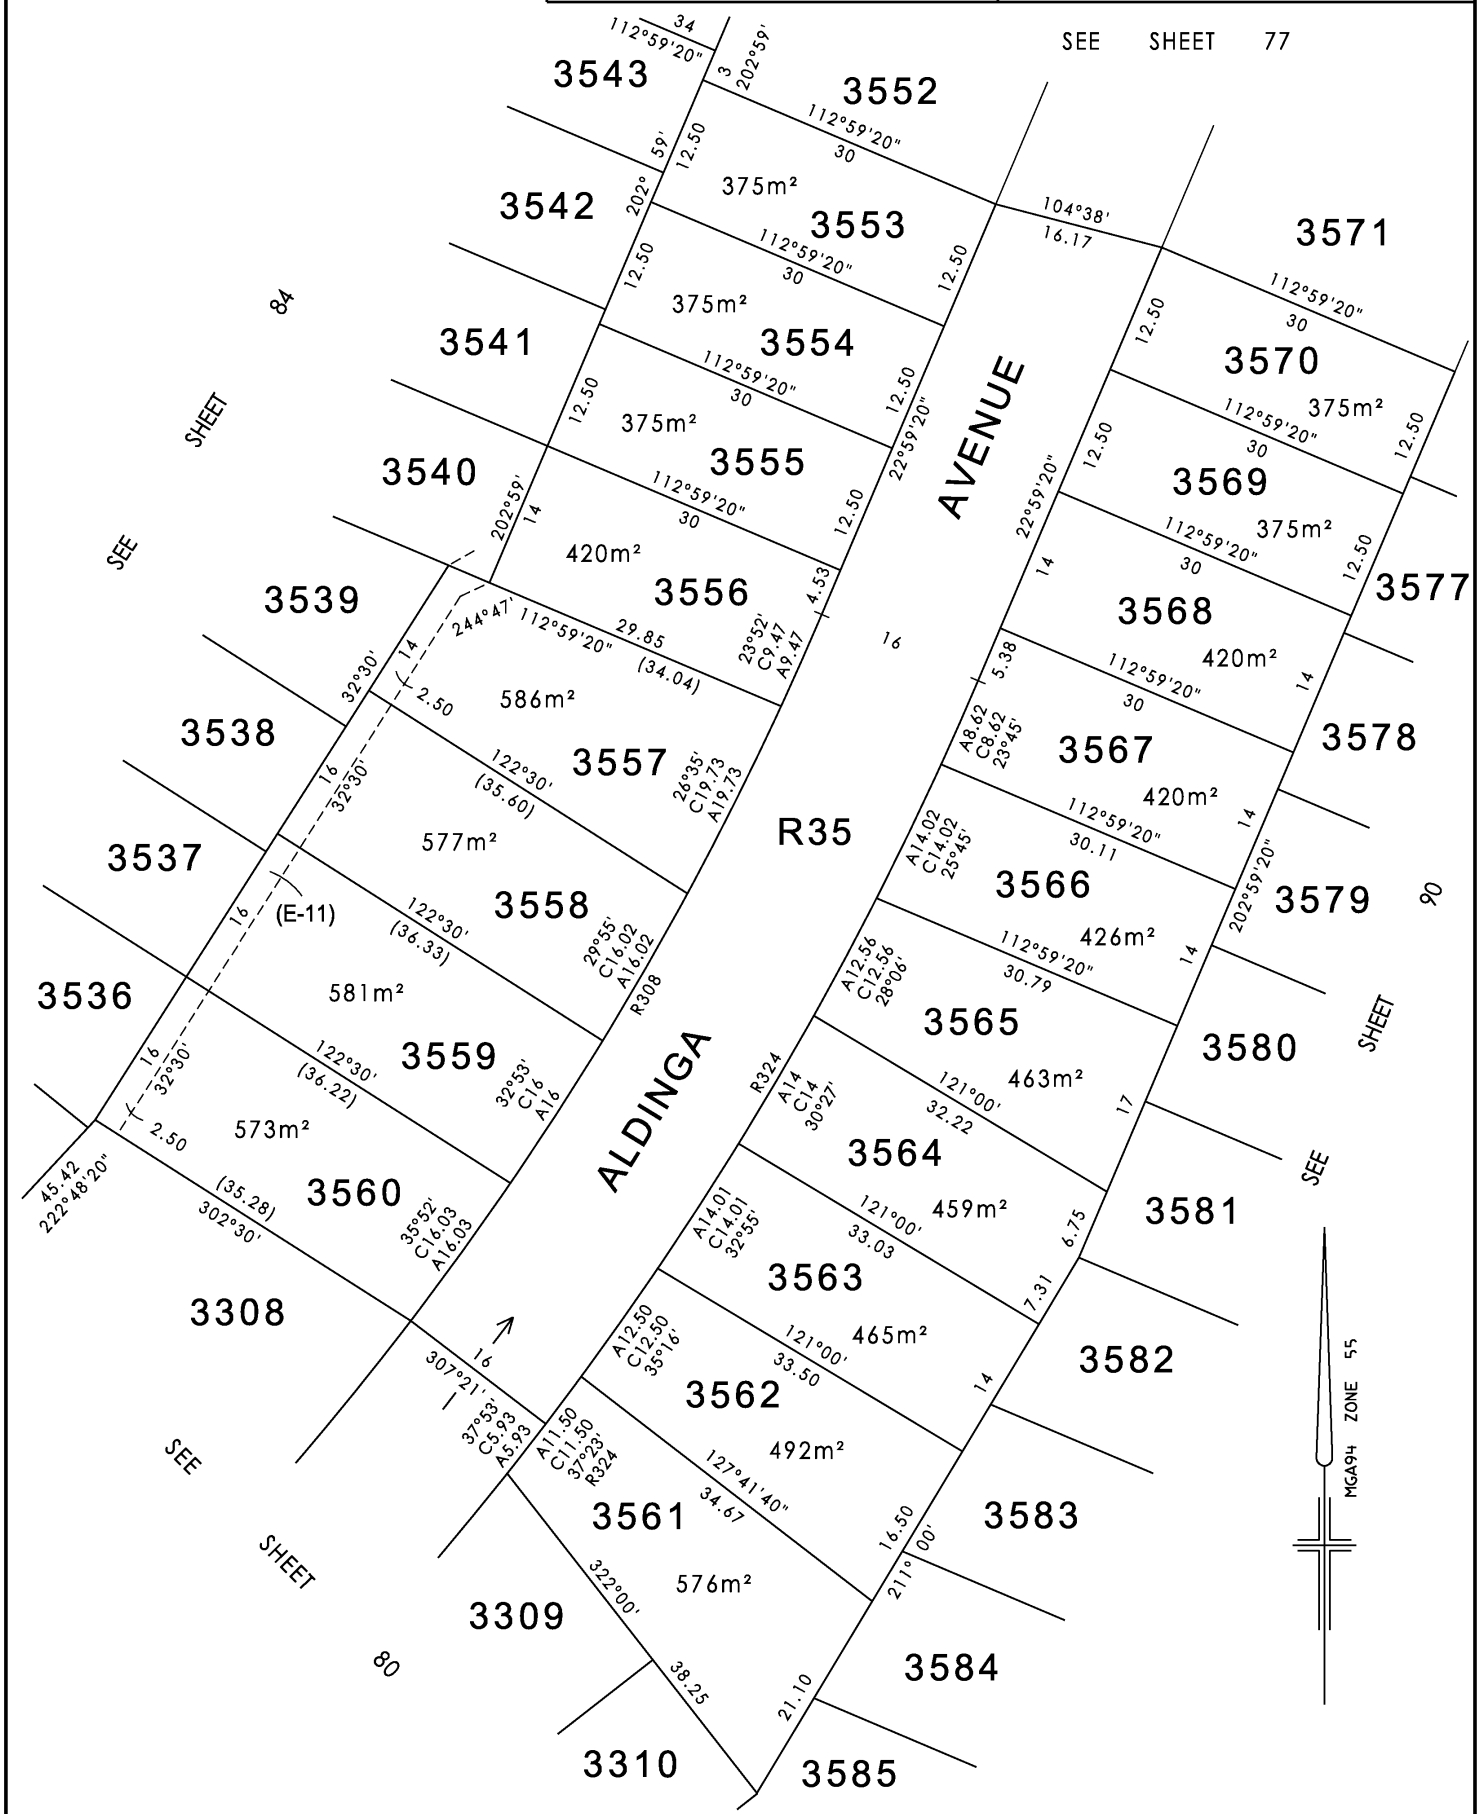 SEE SHEET 77
34
112°59'20"
3543
3
202°59'
3552
112°59'20"
30
59'
202°
12.50
375m²
3553
3542
104°38'
16.17
3571
112°59'20"
30
12.50
12.50
375m²
3554
112°59'20"
30
12.50
3570
375m²
SEE SHEET 84
3541
112°59'20"
30
12.50
12.50
375m²
3555
22°59'20"
AVENUE
12.50
112°59'20"
30
12.50
3569
375m²
3540
202°59'
14
112°59'20"
30
12.50
420m²
3556
4.53
22°59'20"
14
112°59'20"
30
12.50
3568
420m²
3577
3539
244°47'
112°59'20"
29.85
(34.04)
23°52'
C9.47
A9.47
16
5.38
112°59'20"
30
14
32°30'
14
2.50
586m²
3557
26°35'
C19.73
A19.73
A8.62
C8.62
23°45'
3567
420m²
14
3578
3538
16
32°30'
122°30'
(35.60)
R35
112°59'20"
30.11
577m²
3558
A14.02
C14.02
25°45'
3566
426m²
202°59'20"
14
3579
SEE SHEET 90
3537
16
(E-11)
122°30'
(36.33)
29°55'
C16.02
A16.02
R308
112°59'20"
30.79
A12.56
C12.56
28°06'
3565
463m²
17
3580
3536
581m²
3559
32°53'
C16
A16
16
32°30'
122°30'
(36.22)
ALDINGA
R324
A14
C14
30°27'
121°00'
32.22
3564
459m²
6.75
3581
2.50
573m²
3560
35°52'
C16.03
A16.03
45.42
222°48'20"
(35.28)
302°30'
A14.01
C14.01
32°55'
121°00'
33.03
3563
465m²
7.31
14
3582
3308
16
307°21'
A12.50
C12.50
35°16'
121°00'
33.50
3562
492m²
16.50
211°00'
3583
37°53'
C5.93
A5.93
A11.50
C11.50
37°23'
R324
127°41'40"
34.67
3561
576m²
SEE SHEET 80
3309
322°00'
38.25
21.10
3584
3310
3585
MGA94 ZONE 55